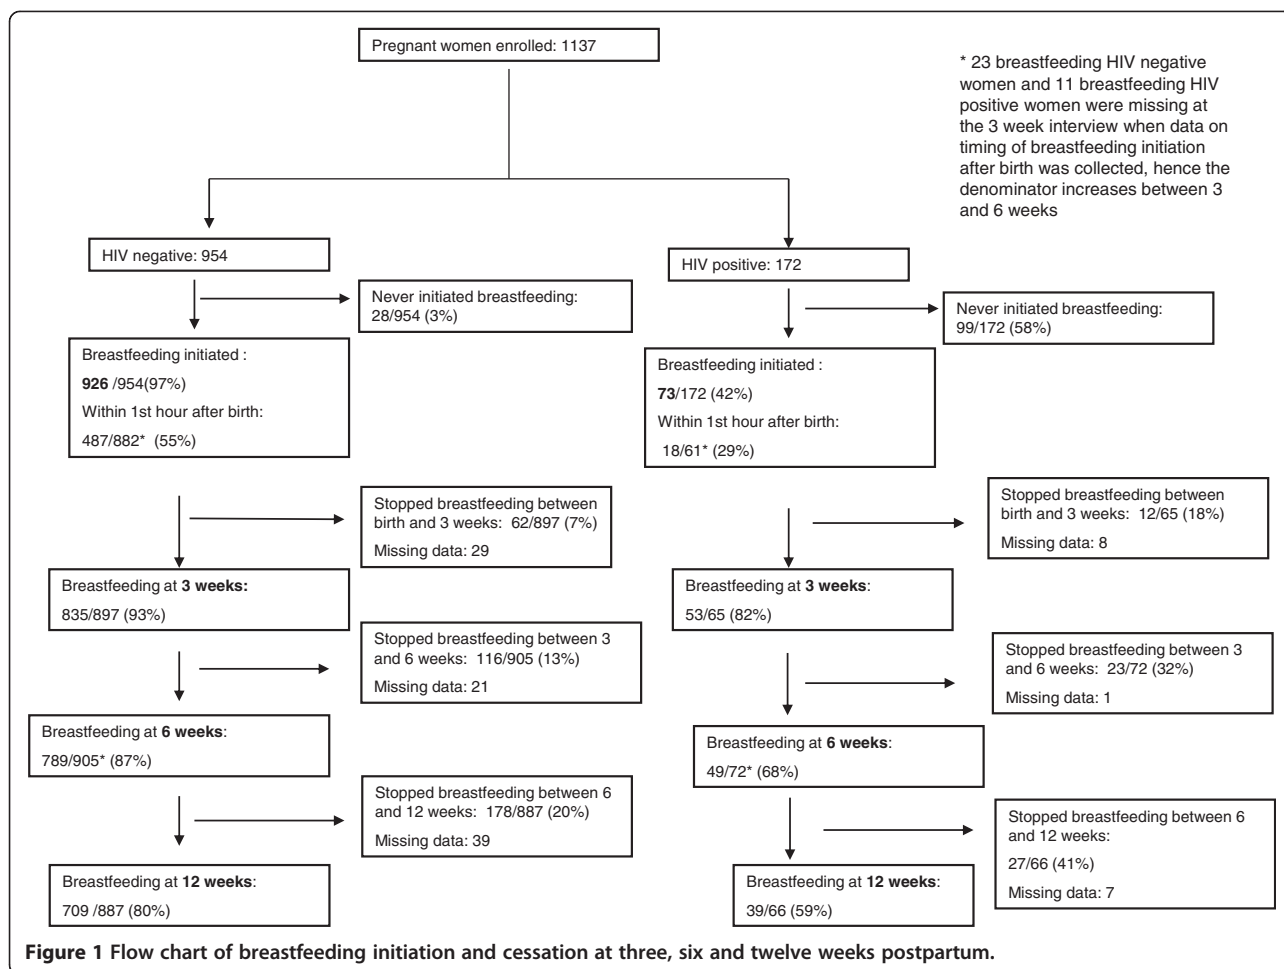 Pregnant women enrolled: 1137
* 23 breastfeeding HIV negative
women and 11 breastfeeding HIV
positive women were missing at
the 3 week interview when data on
timing of breastfeeding initiation
after birth was collected, hence the
denominator increases between 3
and 6 weeks
HIV negative: 954
HIV positive: 172
Never initiated breastfeeding:
28/954 (3%)
Never initiated breastfeeding:
99/172 (58%)
Breastfeeding initiated :
926 /954(97%)
Within 1st hour after birth:
487/882* (55%)
Breastfeeding initiated :
73/172 (42%)
Within 1st hour after birth:
18/61* (29%)
Stopped breastfeeding between
birth and 3 weeks: 62/897 (7%)
Missing data: 29
Stopped breastfeeding between
birth and 3 weeks: 12/65 (18%)
Missing data: 8
Breastfeeding at 3 weeks:
835/897 (93%)
Breastfeeding at 3 weeks:
53/65 (82%)
Stopped breastfeeding between 3
and 6 weeks: 116/905 (13%)
Missing data: 21
Stopped breastfeeding between 3
and 6 weeks: 23/72 (32%)
Missing data: 1
Breastfeeding at 6 weeks:
789/905* (87%)
Breastfeeding at 6 weeks:
49/72* (68%)
Stopped breastfeeding between 6
and 12 weeks: 178/887 (20%)
Missing data: 39
Stopped breastfeeding between 6
and 12 weeks:
27/66 (41%)
Missing data: 7
Breastfeeding at 12 weeks:
709 /887 (80%)
Breastfeeding at 12 weeks:
39/66 (59%)
Figure 1 Flow chart of breastfeeding initiation and cessation at three, six and twelve weeks postpartum.